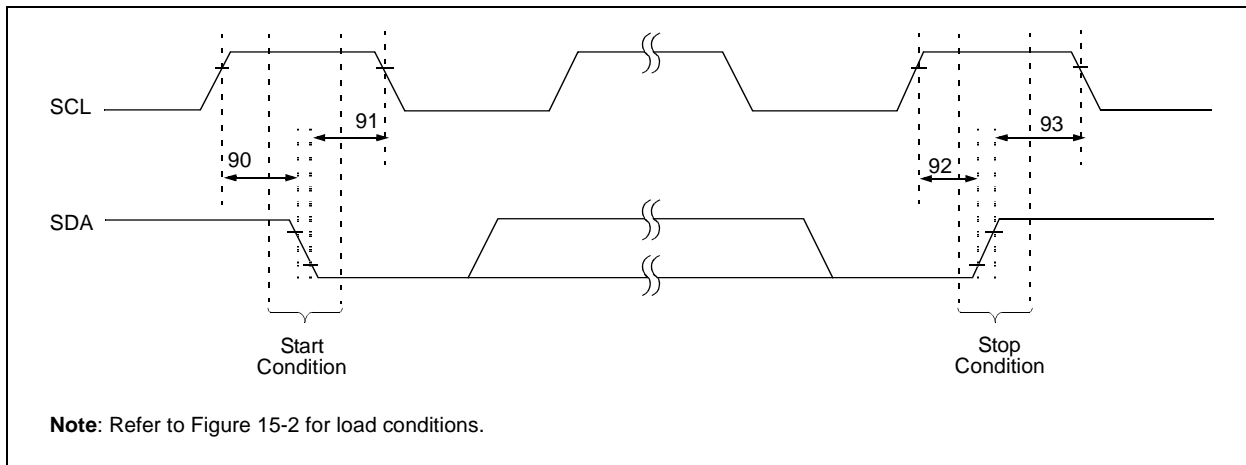 SCL
91
93
90
92
SDA
Start
Condition
Stop
Condition
Note: Refer to Figure 15-2 for load conditions.